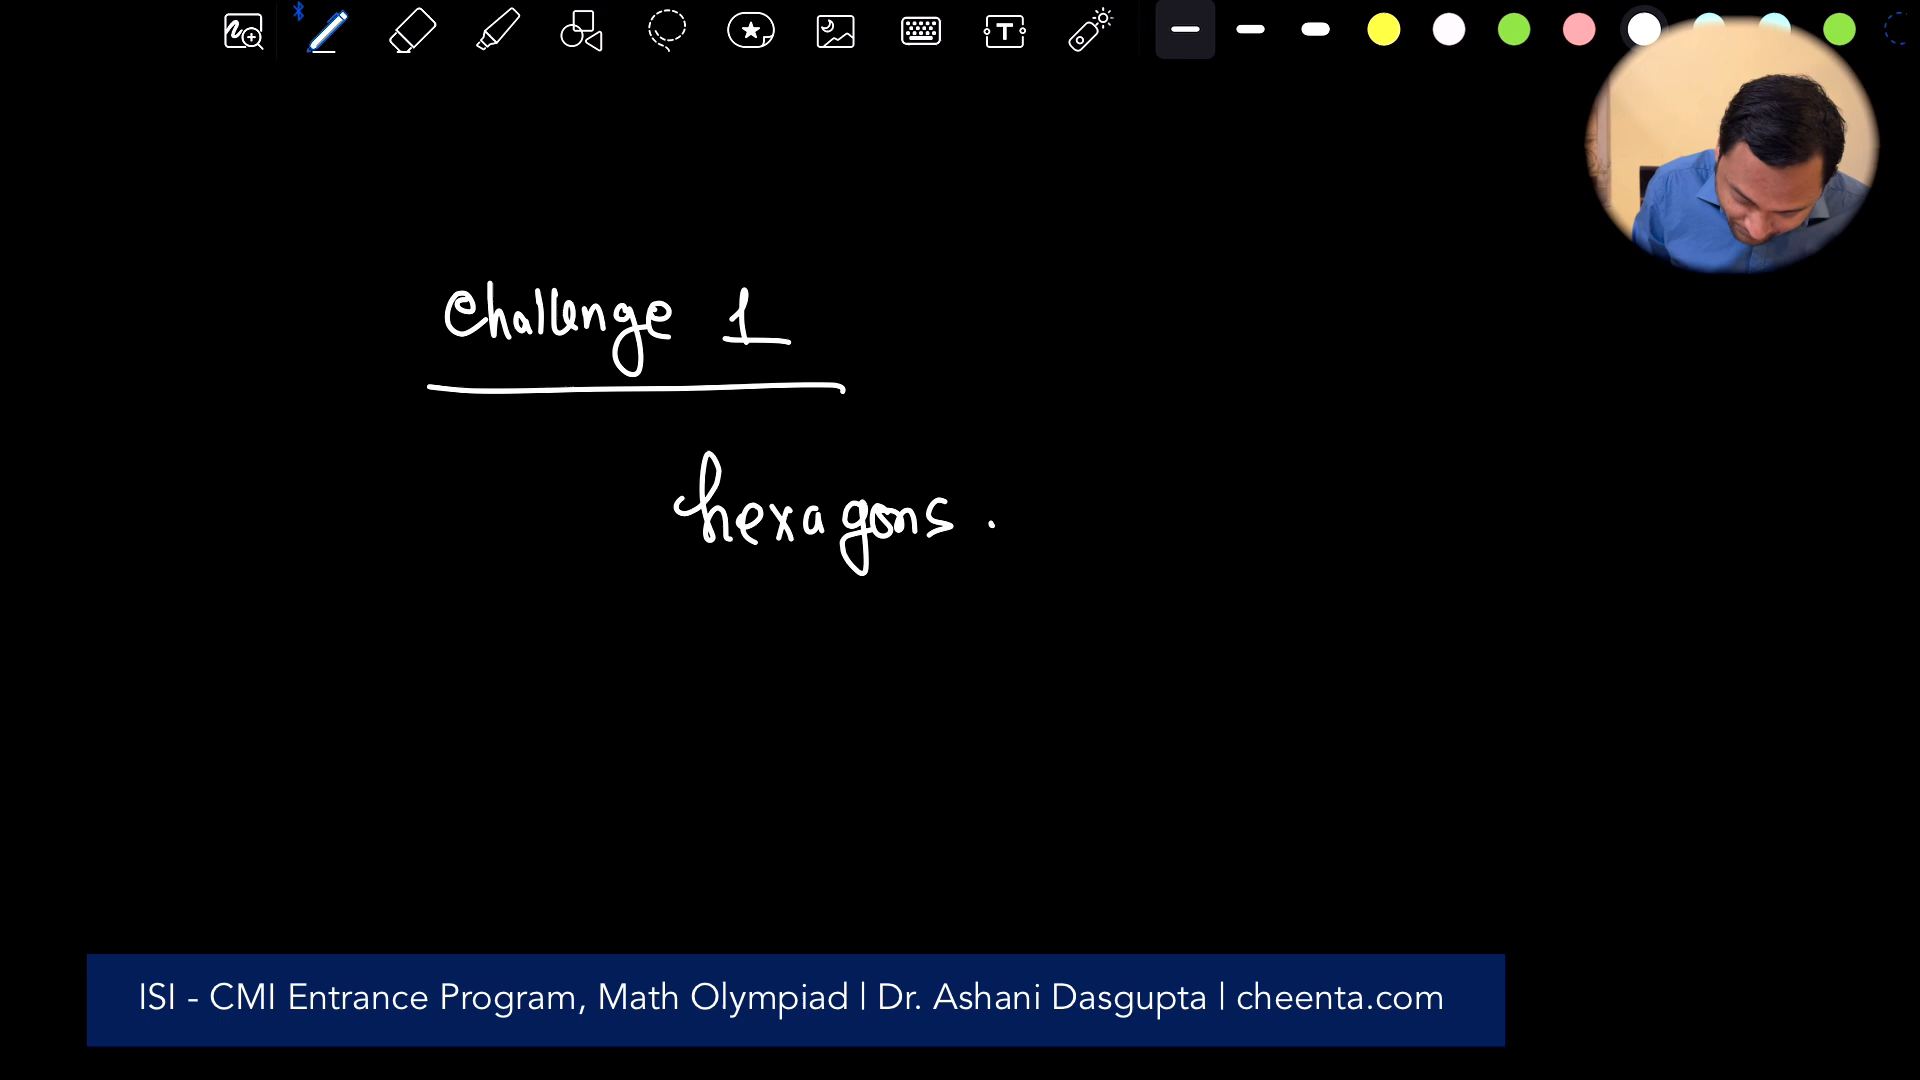 Challenge 1
hexagons.
ISI - CMI Entrance Program, Math Olympiad | Dr. Ashani Dasgupta | cheenta.com